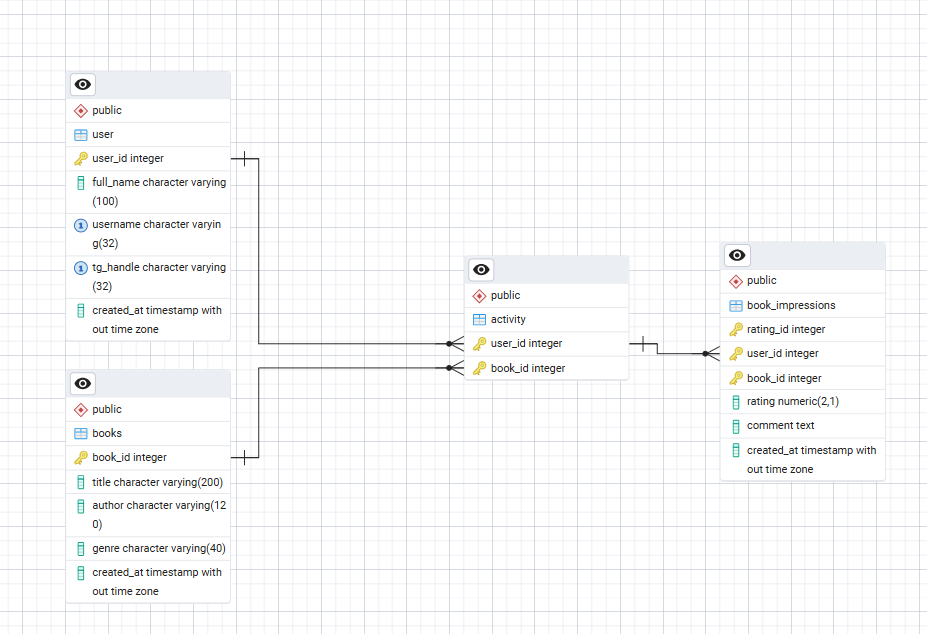 public
user
user_id integer
full_name character varying
(100)
1
username character varyin
g(32)
1
tg_handle character varying
(32)
created_at timestamp with
out time zone
public
books
book_id integer
title character varying(200)
author character varying(12
0)
genre character varying(40)
created_at timestamp with
out time zone
public
activity
user_id integer
book_id integer
public
book_impressions
rating_id integer
user_id integer
book_id integer
rating numeric(2,1)
comment text
created_at timestamp with
out time zone